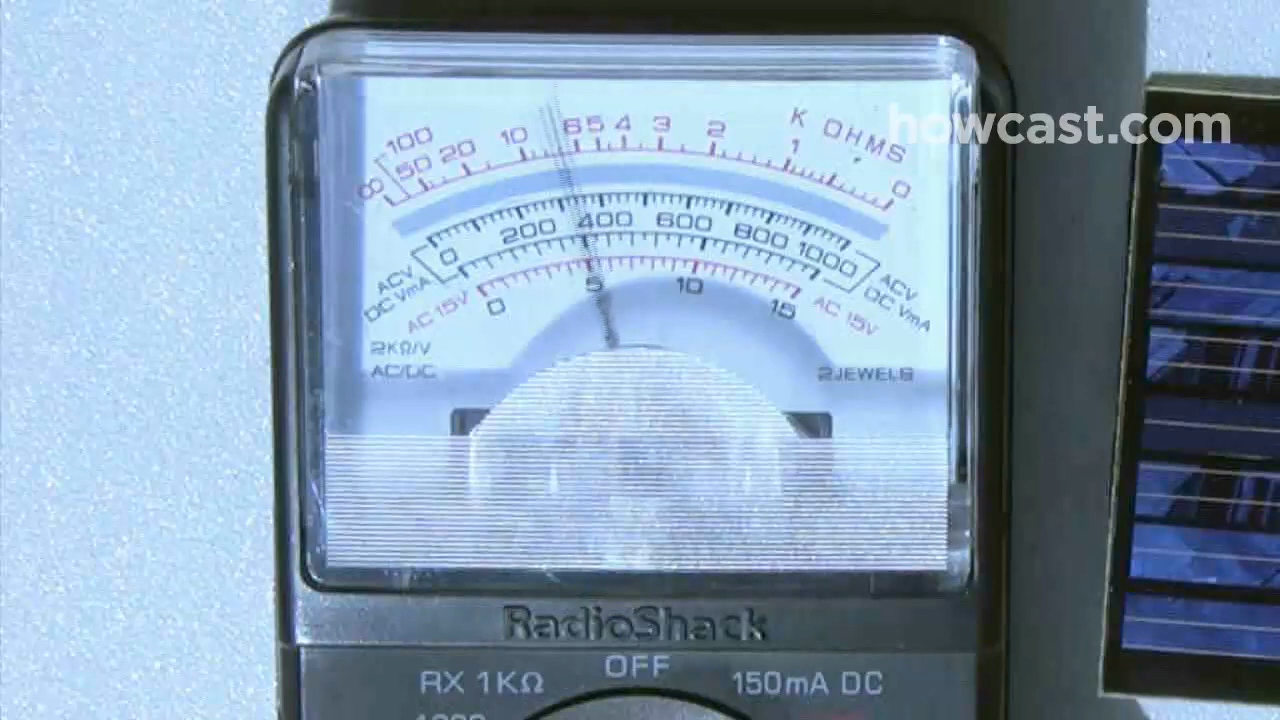 howcast.com
K OHMS
∞ 100 50 20 10 6 5 4 3 2 1 0
0 200 400 600 800 1000
ACV
DC VmA
ACV
DC VmA
AC 15V
0 5 10 15
AC 15V
2KΩ/V
AC/DC
2JEWELS
RadioShack
OFF
RX 1KΩ
150mA DC